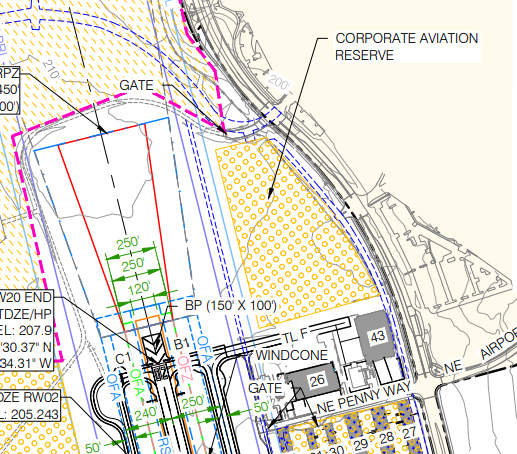 CORPORATE AVIATION
RESERVE
RPZ
450'
00')
210
GATE
200'
250'
250'
120'
BP (150' X 100')
W20 END
TDZE/HP
EL: 207.9
'30.37" N
34.31" W
DZE RW02
L: 205.243
C1
B1
OFA
OFA
OFZ
TL F
WINDCONE
GATE
43
26
NE AIRPOR
NE PENNY WAY
240
250'
50'
50'
RS
30
29
28
27